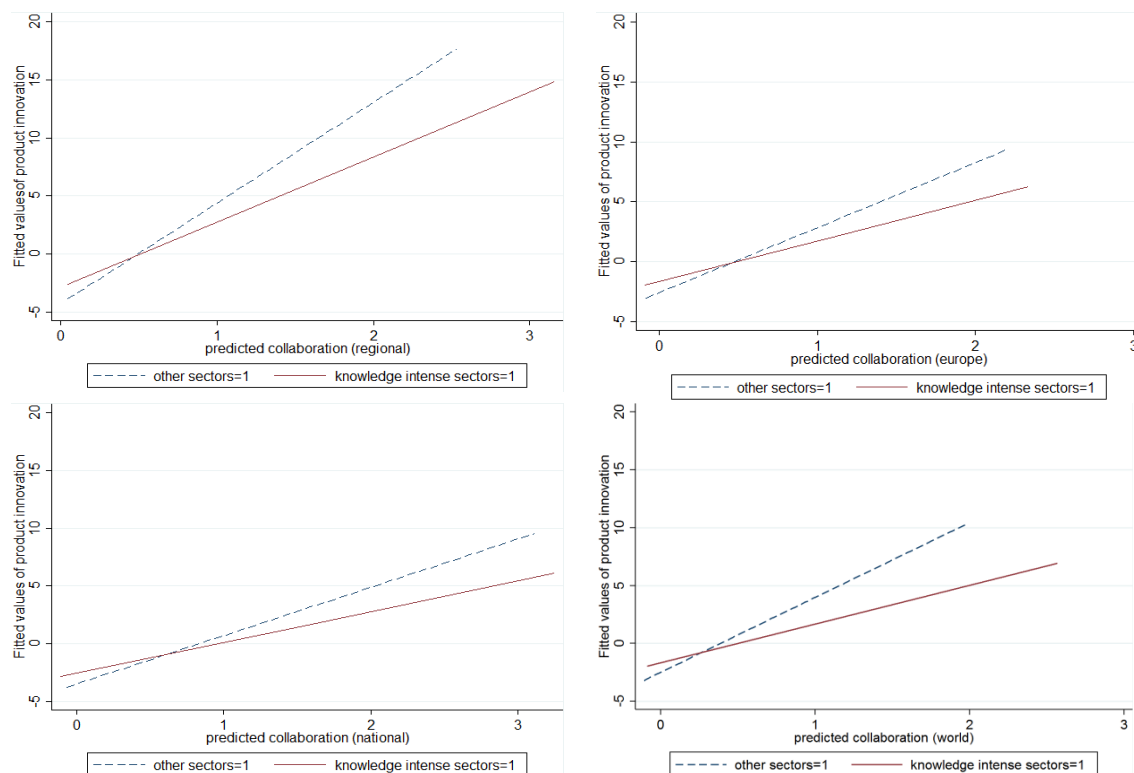 20
15
10
5
0
-5
Fitted valuesof product innovation
0 1 2 3
predicted collaboration (regional)
other sectors=1 knowledge intense sectors=1
20
15
10
5
0
-5
Fitted values of product innovation
0 1 2 3
predicted collaboration (europe)
other sectors=1 knowledge intense sectors=1
20
15
10
5
0
-5
Fitted values of product innovation
0 1 2 3
predicted collaboration (national)
other sectors=1 knowledge intense sectors=1
20
15
10
5
0
-5
Fitted values of product innovation
0 1 2 3
predicted collaboration (world)
other sectors=1 knowledge intense sectors=1